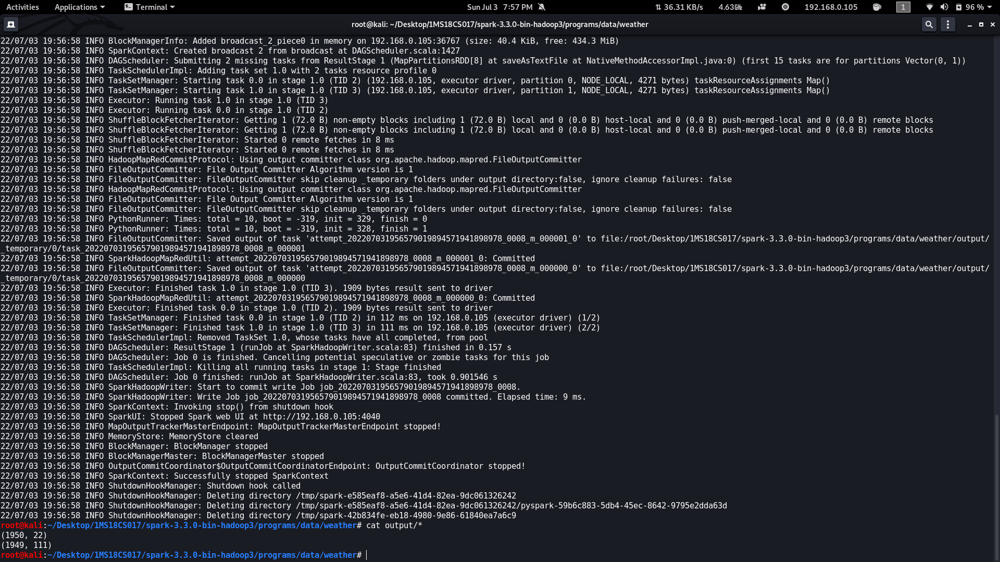 Activities Applications Terminal Sun Jul 3 7:57 PM 36.31 KB/s 4.63GHz 192.168.0.105 1 96 %
root@kali: ~/Desktop/1MS18CS017/spark-3.3.0-bin-hadoop3/programs/data/weather
22/07/03 19:56:58 INFO BlockManagerInfo: Added broadcast_2_piece0 in memory on 192.168.0.105:36767 (size: 40.4 KiB, free: 434.3 MiB)
22/07/03 19:56:58 INFO SparkContext: Created broadcast 2 from broadcast at DAGScheduler.scala:1427
22/07/03 19:56:58 INFO DAGScheduler: Submitting 2 missing tasks from ResultStage 1 (MapPartitionsRDD[8] at saveAsTextFile at NativeMethodAccessorImpl.java:0) (first 15 tasks are for partitions Vector(0, 1))
22/07/03 19:56:58 INFO TaskSchedulerImpl: Adding task set 1.0 with 2 tasks resource profile 0
22/07/03 19:56:58 INFO TaskSetManager: Starting task 0.0 in stage 1.0 (TID 2) (192.168.0.105, executor driver, partition 0, NODE_LOCAL, 4271 bytes) taskResourceAssignments Map()
22/07/03 19:56:58 INFO TaskSetManager: Starting task 1.0 in stage 1.0 (TID 3) (192.168.0.105, executor driver, partition 1, NODE_LOCAL, 4271 bytes) taskResourceAssignments Map()
22/07/03 19:56:58 INFO Executor: Running task 1.0 in stage 1.0 (TID 3)
22/07/03 19:56:58 INFO Executor: Running task 0.0 in stage 1.0 (TID 2)
22/07/03 19:56:58 INFO ShuffleBlockFetcherIterator: Getting 1 (72.0 B) non-empty blocks including 1 (72.0 B) local and 0 (0.0 B) host-local and 0 (0.0 B) push-merged-local and 0 (0.0 B) remote blocks
22/07/03 19:56:58 INFO ShuffleBlockFetcherIterator: Getting 1 (72.0 B) non-empty blocks including 1 (72.0 B) local and 0 (0.0 B) host-local and 0 (0.0 B) push-merged-local and 0 (0.0 B) remote blocks
22/07/03 19:56:58 INFO ShuffleBlockFetcherIterator: Started 0 remote fetches in 8 ms
22/07/03 19:56:58 INFO ShuffleBlockFetcherIterator: Started 0 remote fetches in 8 ms
22/07/03 19:56:58 INFO HadoopMapRedCommitProtocol: Using output committer class org.apache.hadoop.mapred.FileOutputCommitter
22/07/03 19:56:58 INFO FileOutputCommitter: File Output Committer Algorithm version is 1
22/07/03 19:56:58 INFO FileOutputCommitter: FileOutputCommitter skip cleanup _temporary folders under output directory:false, ignore cleanup failures: false
22/07/03 19:56:58 INFO HadoopMapRedCommitProtocol: Using output committer class org.apache.hadoop.mapred.FileOutputCommitter
22/07/03 19:56:58 INFO FileOutputCommitter: File Output Committer Algorithm version is 1
22/07/03 19:56:58 INFO FileOutputCommitter: FileOutputCommitter skip cleanup _temporary folders under output directory:false, ignore cleanup failures: false
22/07/03 19:56:58 INFO PythonRunner: Times: total = 10, boot = -319, init = 329, finish = 0
22/07/03 19:56:58 INFO PythonRunner: Times: total = 10, boot = -319, init = 328, finish = 1
22/07/03 19:56:58 INFO FileOutputCommitter: Saved output of task 'attempt_202207031956579019894571941898978_0008_m_000001_0' to file:/root/Desktop/1MS18CS017/spark-3.3.0-bin-hadoop3/programs/data/weather/output/
_temporary/0/task_202207031956579019894571941898978_0008_m_000001
22/07/03 19:56:58 INFO SparkHadoopMapRedUtil: attempt_202207031956579019894571941898978_0008_m_000001_0: Committed
22/07/03 19:56:58 INFO FileOutputCommitter: Saved output of task 'attempt_202207031956579019894571941898978_0008_m_000000_0' to file:/root/Desktop/1MS18CS017/spark-3.3.0-bin-hadoop3/programs/data/weather/output/
_temporary/0/task_202207031956579019894571941898978_0008_m_000000
22/07/03 19:56:58 INFO Executor: Finished task 1.0 in stage 1.0 (TID 3). 1909 bytes result sent to driver
22/07/03 19:56:58 INFO SparkHadoopMapRedUtil: attempt_202207031956579019894571941898978_0008_m_000000_0: Committed
22/07/03 19:56:58 INFO Executor: Finished task 0.0 in stage 1.0 (TID 2). 1909 bytes result sent to driver
22/07/03 19:56:58 INFO TaskSetManager: Finished task 0.0 in stage 1.0 (TID 2) in 112 ms on 192.168.0.105 (executor driver) (1/2)
22/07/03 19:56:58 INFO TaskSetManager: Finished task 1.0 in stage 1.0 (TID 3) in 111 ms on 192.168.0.105 (executor driver) (2/2)
22/07/03 19:56:58 INFO TaskSchedulerImpl: Removed TaskSet 1.0, whose tasks have all completed, from pool
22/07/03 19:56:58 INFO DAGScheduler: ResultStage 1 (runJob at SparkHadoopWriter.scala:83) finished in 0.157 s
22/07/03 19:56:58 INFO DAGScheduler: Job 0 is finished. Cancelling potential speculative or zombie tasks for this job
22/07/03 19:56:58 INFO TaskSchedulerImpl: Killing all running tasks in stage 1: Stage finished
22/07/03 19:56:58 INFO DAGScheduler: Job 0 finished: runJob at SparkHadoopWriter.scala:83, took 0.901546 s
22/07/03 19:56:58 INFO SparkHadoopWriter: Start to commit write Job job_202207031956579019894571941898978_0008.
22/07/03 19:56:58 INFO SparkHadoopWriter: Write Job job_202207031956579019894571941898978_0008 committed. Elapsed time: 9 ms.
22/07/03 19:56:58 INFO SparkContext: Invoking stop() from shutdown hook
22/07/03 19:56:58 INFO SparkUI: Stopped Spark web UI at http://192.168.0.105:4040
22/07/03 19:56:58 INFO MapOutputTrackerMasterEndpoint: MapOutputTrackerMasterEndpoint stopped!
22/07/03 19:56:58 INFO MemoryStore: MemoryStore cleared
22/07/03 19:56:58 INFO BlockManager: BlockManager stopped
22/07/03 19:56:58 INFO BlockManagerMaster: BlockManagerMaster stopped
22/07/03 19:56:58 INFO OutputCommitCoordinator$OutputCommitCoordinatorEndpoint: OutputCommitCoordinator stopped!
22/07/03 19:56:58 INFO SparkContext: Successfully stopped SparkContext
22/07/03 19:56:58 INFO ShutdownHookManager: Shutdown hook called
22/07/03 19:56:58 INFO ShutdownHookManager: Deleting directory /tmp/spark-e585eaf8-a5e6-41d4-82ea-9dc061326242
22/07/03 19:56:58 INFO ShutdownHookManager: Deleting directory /tmp/spark-e585eaf8-a5e6-41d4-82ea-9dc061326242/pyspark-59b6c883-5db4-45ec-8642-9795e2dda63d
22/07/03 19:56:58 INFO ShutdownHookManager: Deleting directory /tmp/spark-42b834fe-eb18-4980-9e86-61840ea7a6c9
root@kali:~/Desktop/1MS18CS017/spark-3.3.0-bin-hadoop3/programs/data/weather# cat output/*
(1950, 22)
(1949, 111)
root@kali:~/Desktop/1MS18CS017/spark-3.3.0-bin-hadoop3/programs/data/weather#